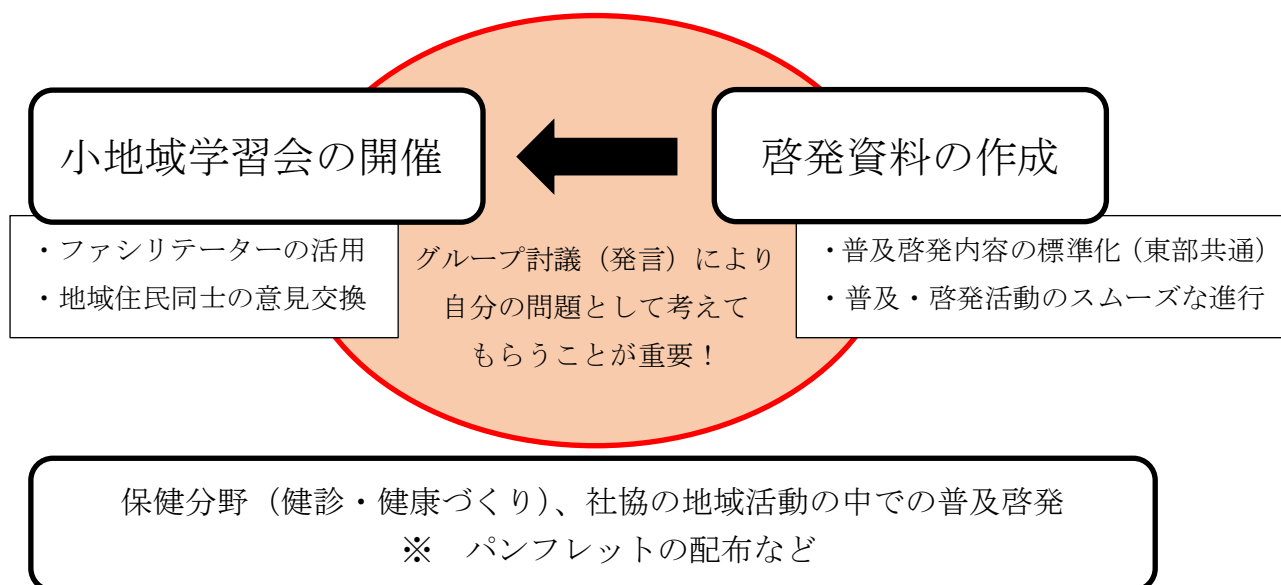 小地域学習会の開催
啓発資料の作成
・ファシリテーターの活用
・地域住民同士の意見交換
グループ討議（発言）により
自分の問題として考えて
もらうことが重要！
・普及啓発内容の標準化（東部共通）
・普及・啓発活動のスムーズな進行
保健分野（健診・健康づくり）、社協の地域活動の中での普及啓発
※　パンフレットの配布など